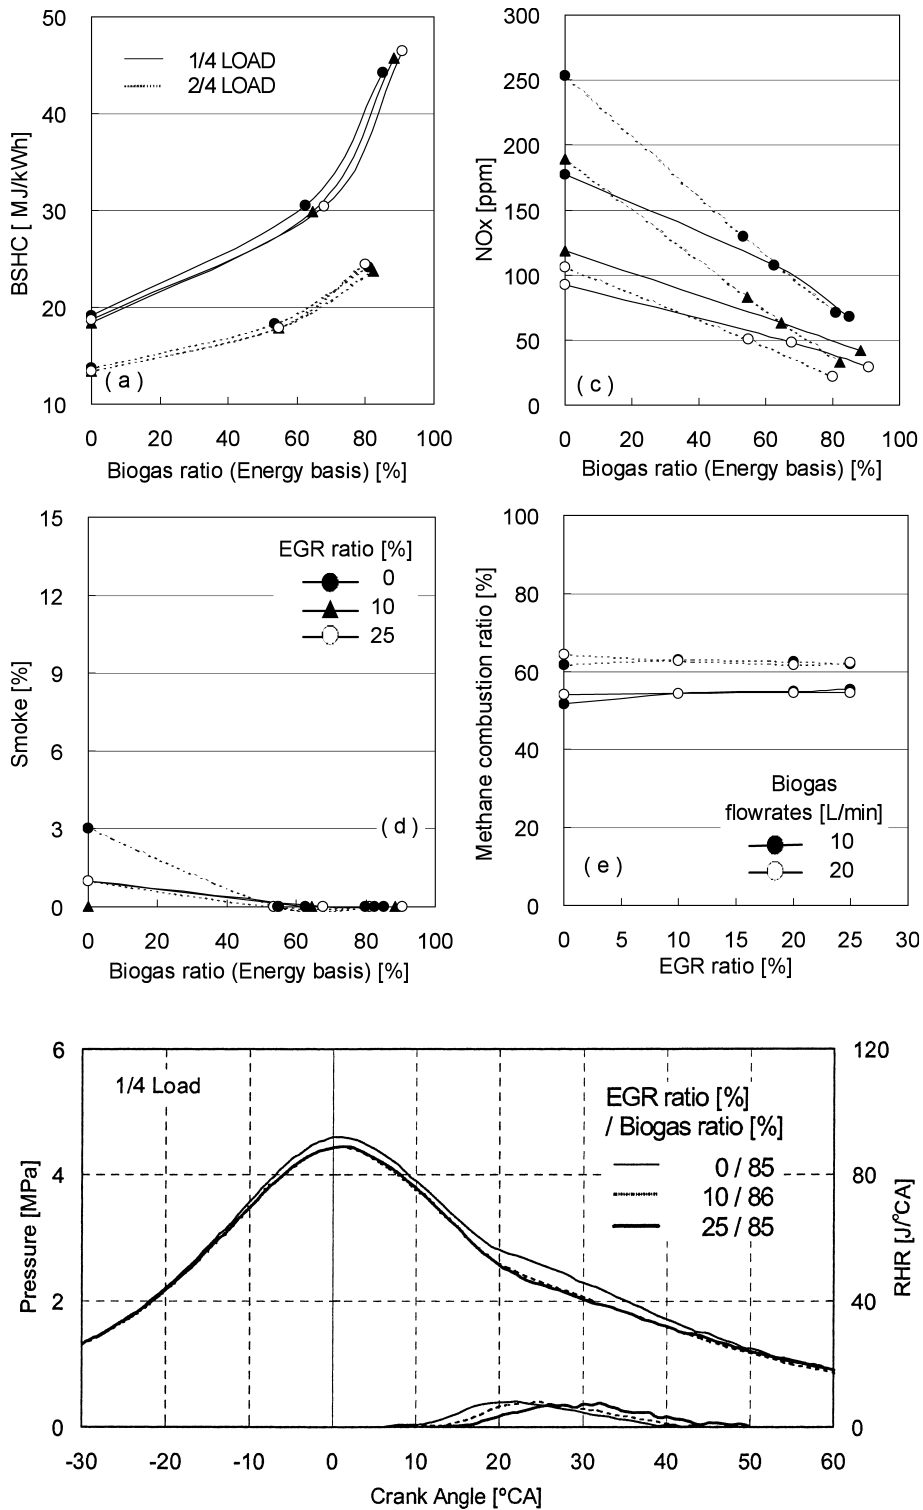 50
40
30
20
10
BSHC [ MJ/kWh]
1/4 LOAD
2/4 LOAD
( a )
0 20 40 60 80 100
Biogas ratio (Energy basis) [%]
300
250
200
150
100
50
0
NOx [ppm]
( c )
0 20 40 60 80 100
Biogas ratio (Energy basis) [%]
15
12
9
6
3
0
Smoke [%]
EGR ratio [%]
0
10
25
( d )
0 20 40 60 80 100
Biogas ratio (Energy basis) [%]
100
80
60
40
20
0
Methane combustion ratio [%]
Biogas
flowrates [L/min]
10
20
( e )
0 5 10 15 20 25 30
EGR ratio [%]
6
4
2
0
Pressure [MPa]
1/4 Load
EGR ratio [%]
/ Biogas ratio [%]
0 / 85
10 / 86
25 / 85
120
80
40
0
RHR [J/°CA]
-30 -20 -10 0 10 20 30 40 50 60
Crank Angle [ºCA]